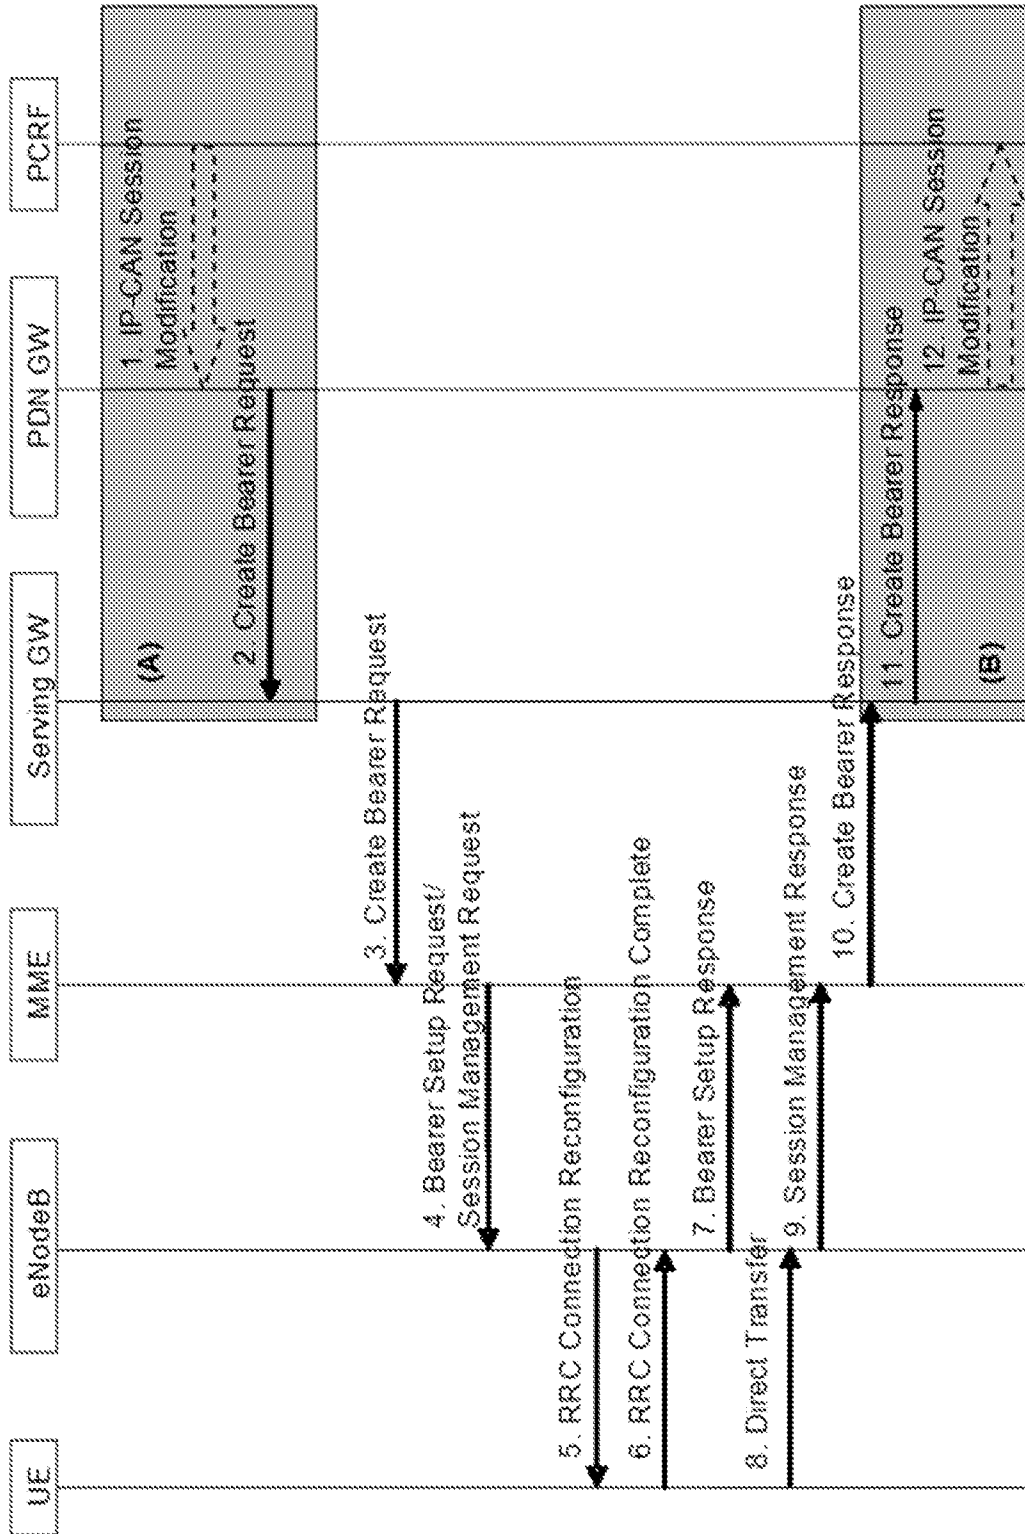 UE
eNodeB
MME
Serving GW
PDN GW
PCRF
(A)
1. IP-CAN Session
Modification
2. Create Bearer Request
3. Create Bearer Request
4. Bearer Setup Request/
Session Management Request
5. RRC Connection Reconfiguration
6. RRC Connection Reconfiguration Complete
7. Bearer Setup Response
8. Direct Transfer
9. Session Management Response
10. Create Bearer Response
11. Create Bearer Response
(B)
12. IP-CAN Session
Modification